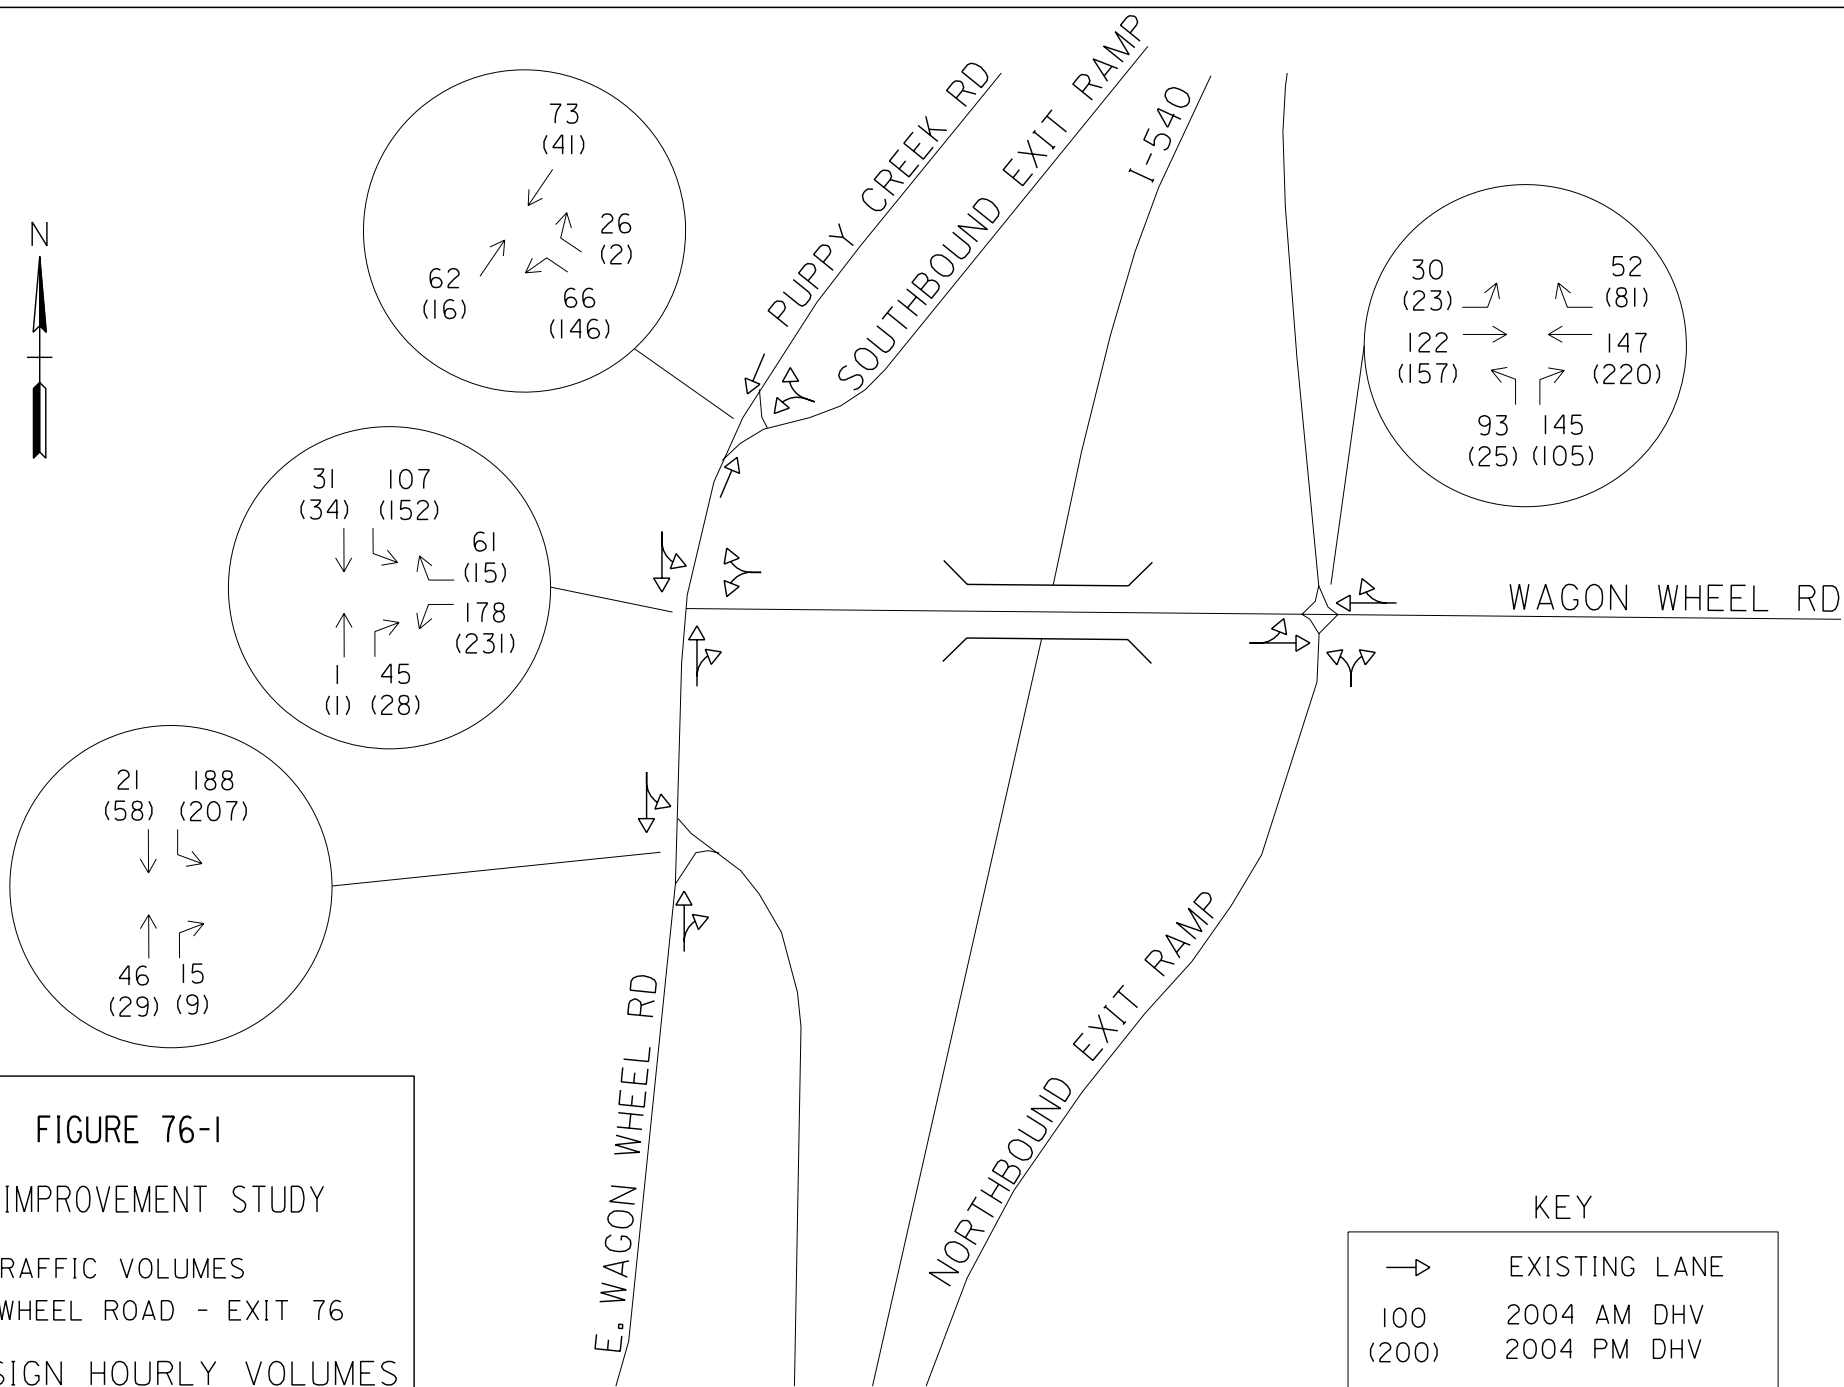 N
73
(41)
26
(2)
62
(16)
66
(146)
PUPPY CREEK RD
SOUTHBOUND EXIT RAMP
I-540
30
(23)
52
(81)
122
(157)
147
(220)
93
(25)
145
(105)
31
(34)
107
(152)
61
(15)
178
(231)
1
(1)
45
(28)
WAGON WHEEL RD
21
(58)
188
(207)
46
(29)
15
(9)
E. WAGON WHEEL RD
NORTHBOUND EXIT RAMP
FIGURE 76-1
IMPROVEMENT STUDY
RAFFIC VOLUMES
WHEEL ROAD - EXIT 76
SIGN HOURLY VOLUMES
KEY
EXISTING LANE
100 2004 AM DHV
(200) 2004 PM DHV